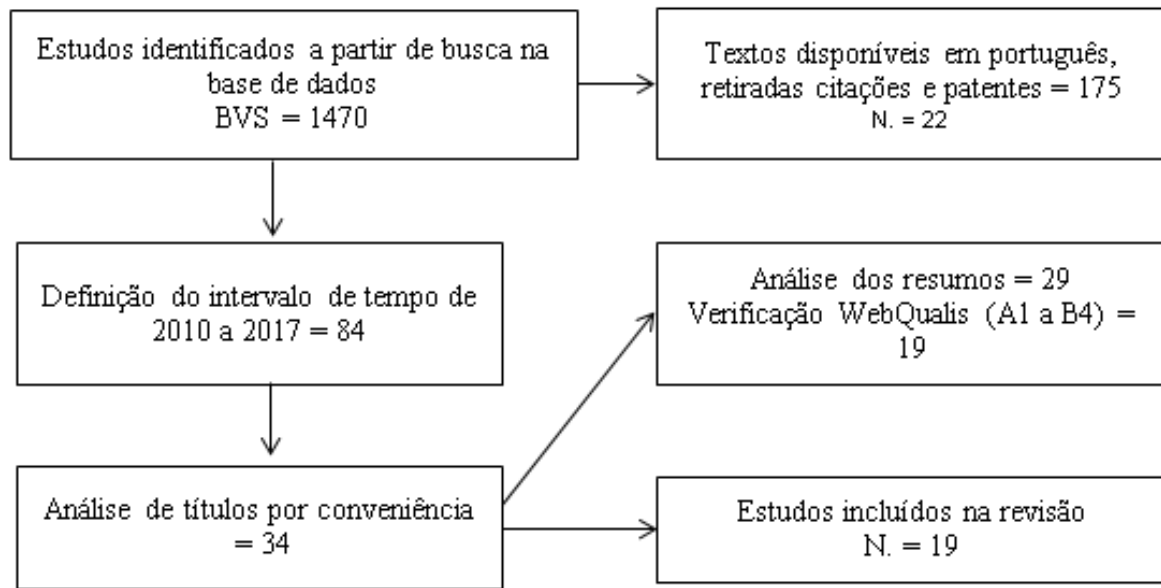 Estudos identificados a partir de busca na
base de dados
BVS = 1470
Textos disponíveis em português,
retiradas citações e patentes = 175
N. = 22
Definição do intervalo de tempo de
2010 a 2017 = 84
Análise dos resumos = 29
Verificação WebQualis (A1 a B4) =
19
Análise de títulos por conveniência
= 34
Estudos incluídos na revisão
N. = 19